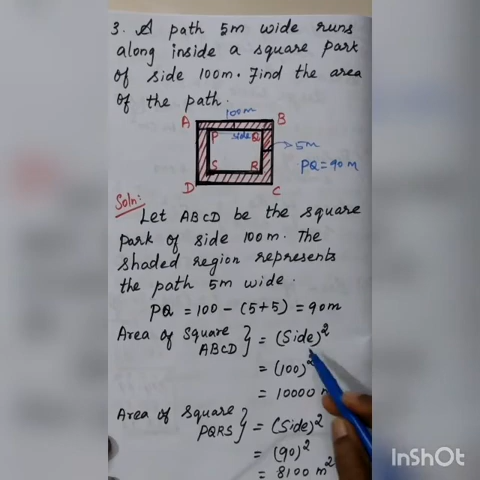 3. A path 5m wide runs
along inside a square park
of side 100m. Find the area
of the path.
100m
A B
P side Q
5m
PQ = 90m
S R
D C
Soln:
Let ABCD be the square
park of side 100m. The
shaded region represents
the path 5m wide.
PQ = 100 - (5+5) = 90m
Area of Square ABCD } = (Side)²
= (100)²
= 10000 m
Area of Square PQRS } = (Side)²
= (90)²
= 8100 m²
InShot